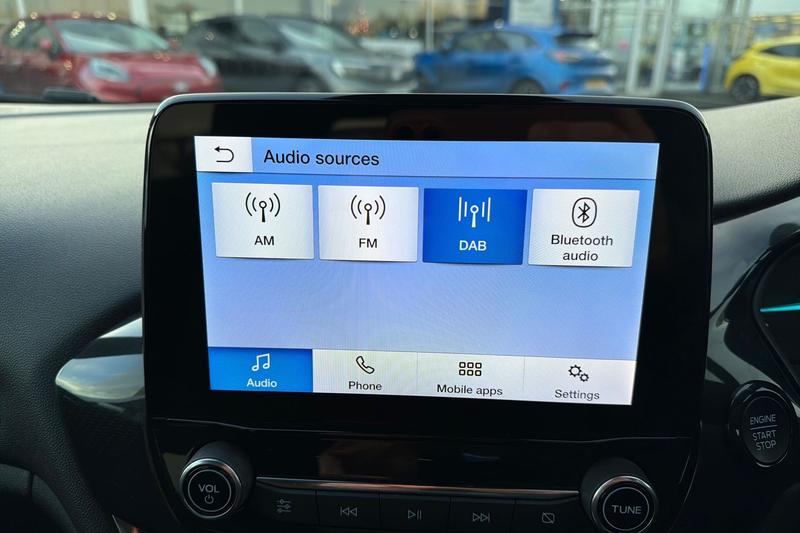 Audio sources
AM
FM
DAB
Bluetooth
audio
Audio
Phone
Mobile apps
Settings
VOL
TUNE
ENGINE
START
STOP